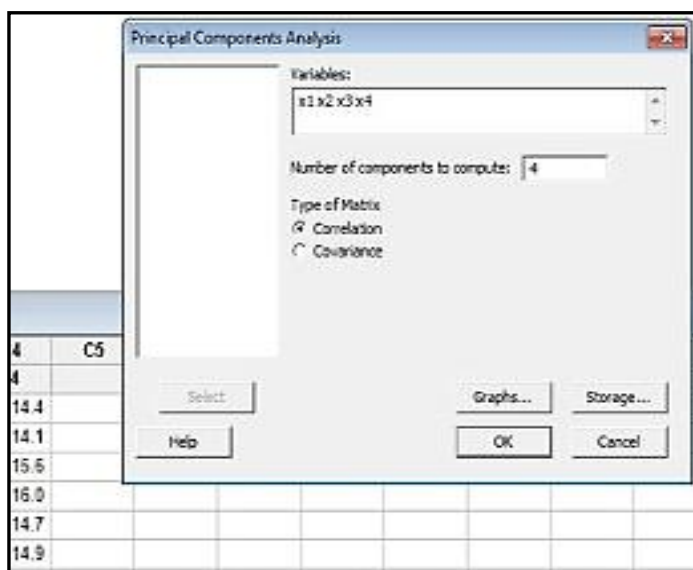 Principal Components Analysis
Variables:
x1 x2 x3 x4
Number of components to compute: 4
Type of Matrix
Correlation
Covariance
4 C5
4
Select Graphs... Storage...
14.4
Help OK Cancel
14.1
15.6
16.0
14.7
14.9